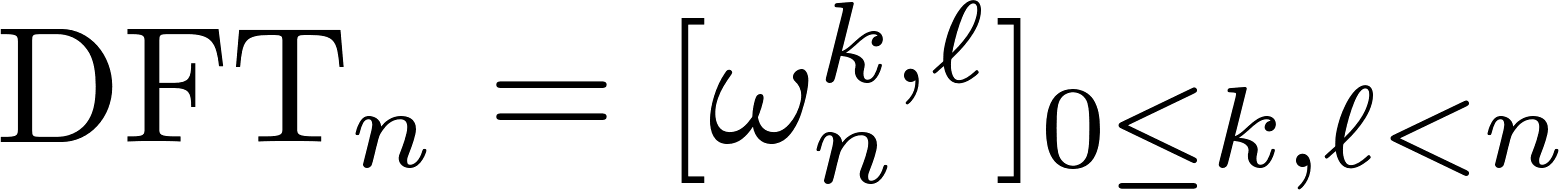 DFT_n = [ω_n^{k,ℓ}]_{0≤k,ℓ<n}